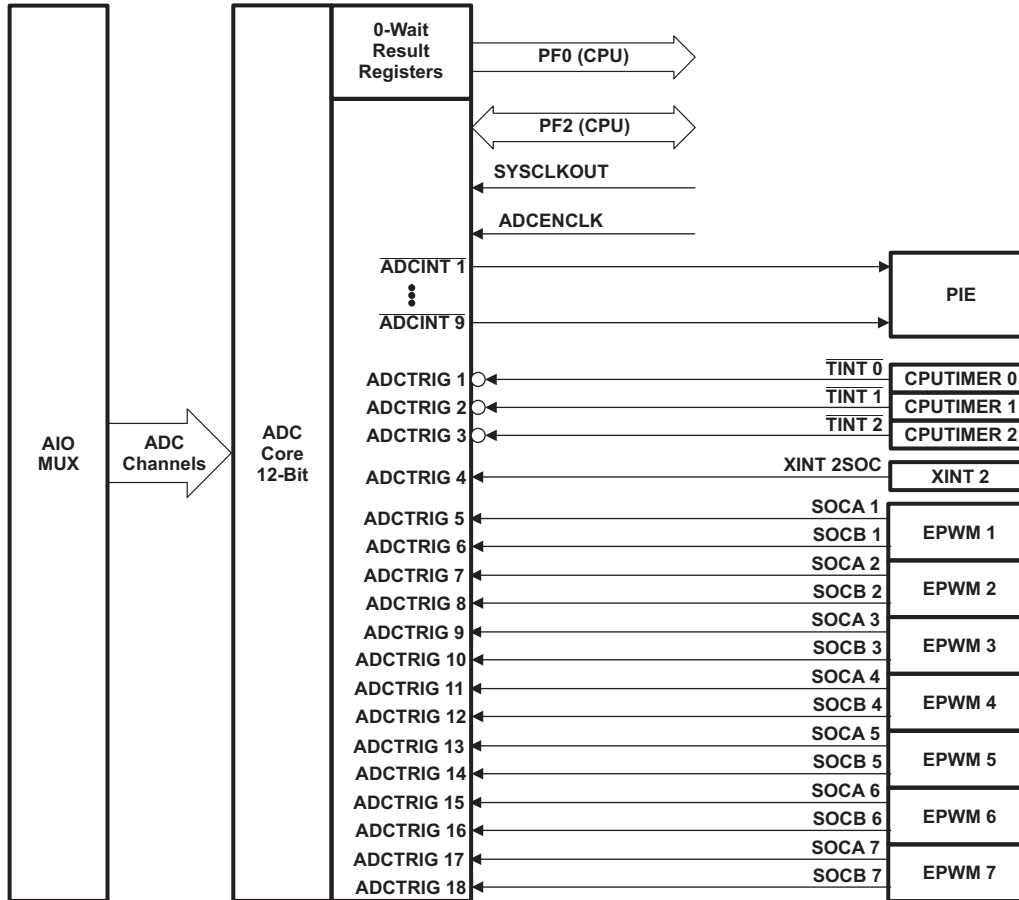 0-Wait
Result
Registers
PF0 (CPU)
PF2 (CPU)
SYSCLKOUT
ADCENCLK
ADCINT 1
ADCINT 9
PIE
ADCTRIG 1
TINT 0
CPUTIMER 0
ADCTRIG 2
TINT 1
CPUTIMER 1
ADCTRIG 3
TINT 2
CPUTIMER 2
AIO
MUX
ADC
Channels
ADC
Core
12-Bit
ADCTRIG 4
XINT 2SOC
XINT 2
ADCTRIG 5
SOCA 1
EPWM 1
ADCTRIG 6
SOCB 1
ADCTRIG 7
SOCA 2
EPWM 2
ADCTRIG 8
SOCB 2
ADCTRIG 9
SOCA 3
EPWM 3
ADCTRIG 10
SOCB 3
ADCTRIG 11
SOCA 4
EPWM 4
ADCTRIG 12
SOCB 4
ADCTRIG 13
SOCA 5
EPWM 5
ADCTRIG 14
SOCB 5
ADCTRIG 15
SOCA 6
EPWM 6
ADCTRIG 16
SOCB 6
ADCTRIG 17
SOCA 7
EPWM 7
ADCTRIG 18
SOCB 7